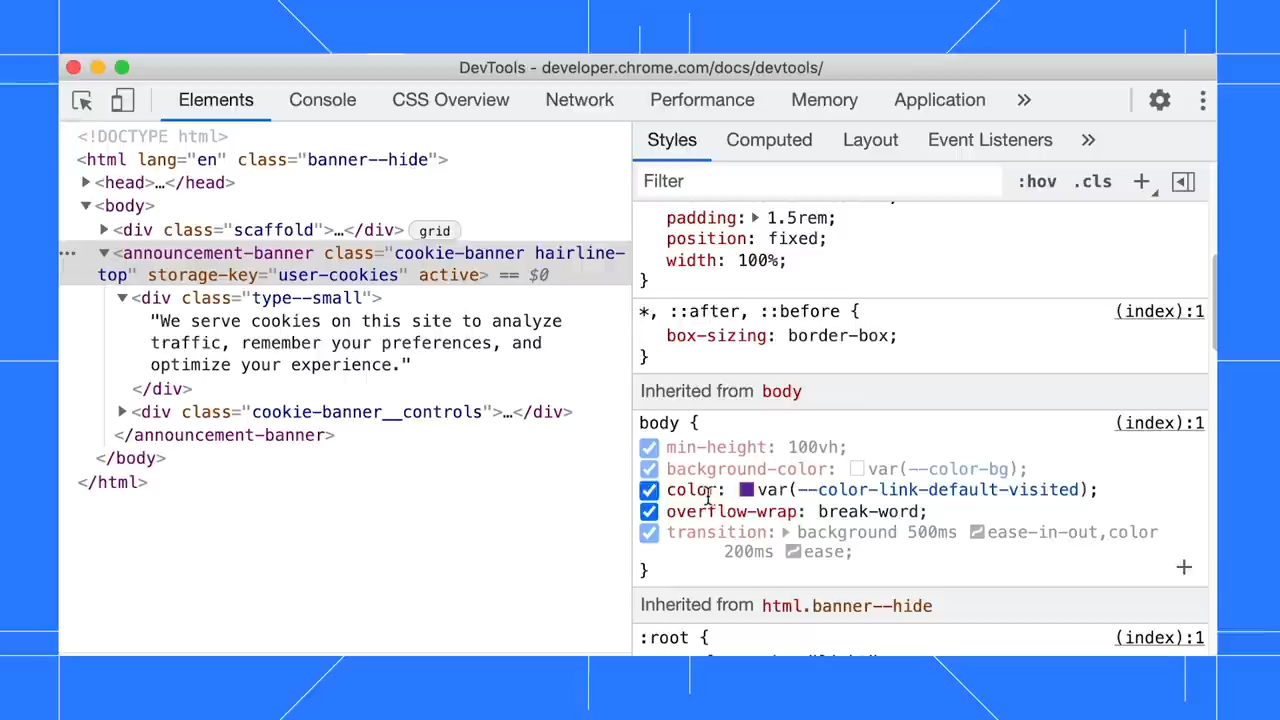 DevTools - developer.chrome.com/docs/devtools/
Elements Console CSS Overview Network Performance Memory Application »
<!DOCTYPE html>
<html lang="en" class="banner--hide">
<head>…</head>
<body>
<div class="scaffold">…</div> grid
<announcement-banner class="cookie-banner hairline-
top" storage-key="user-cookies" active> == $0
<div class="type--small">
"We serve cookies on this site to analyze
traffic, remember your preferences, and
optimize your experience."
</div>
<div class="cookie-banner__controls">…</div>
</announcement-banner>
</body>
</html>
Styles Computed Layout Event Listeners »
Filter :hov .cls +
padding: 1.5rem;
position: fixed;
width: 100%;
}
*, ::after, ::before { (index):1
box-sizing: border-box;
}
Inherited from body
body { (index):1
min-height: 100vh;
background-color: var(--color-bg);
color: var(--color-link-default-visited);
overflow-wrap: break-word;
transition: background 500ms ease-in-out,color
200ms ease;
}
Inherited from html.banner--hide
:root { (index):1